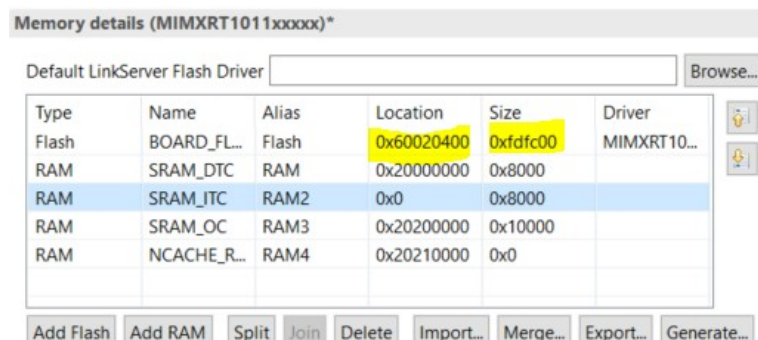 Memory details (MIMXRT1011xxxxx)*
Default LinkServer Flash Driver Browse...
Type Name Alias Location Size Driver
Flash BOARD_FL... Flash 0x60020400 0xfdfc00 MIMXRT10...
RAM SRAM_DTC RAM 0x20000000 0x8000
RAM SRAM_ITC RAM2 0x0 0x8000
RAM SRAM_OC RAM3 0x20200000 0x10000
RAM NCACHE_R... RAM4 0x20210000 0x0
Add Flash Add RAM Split Join Delete Import... Merge... Export... Generate...